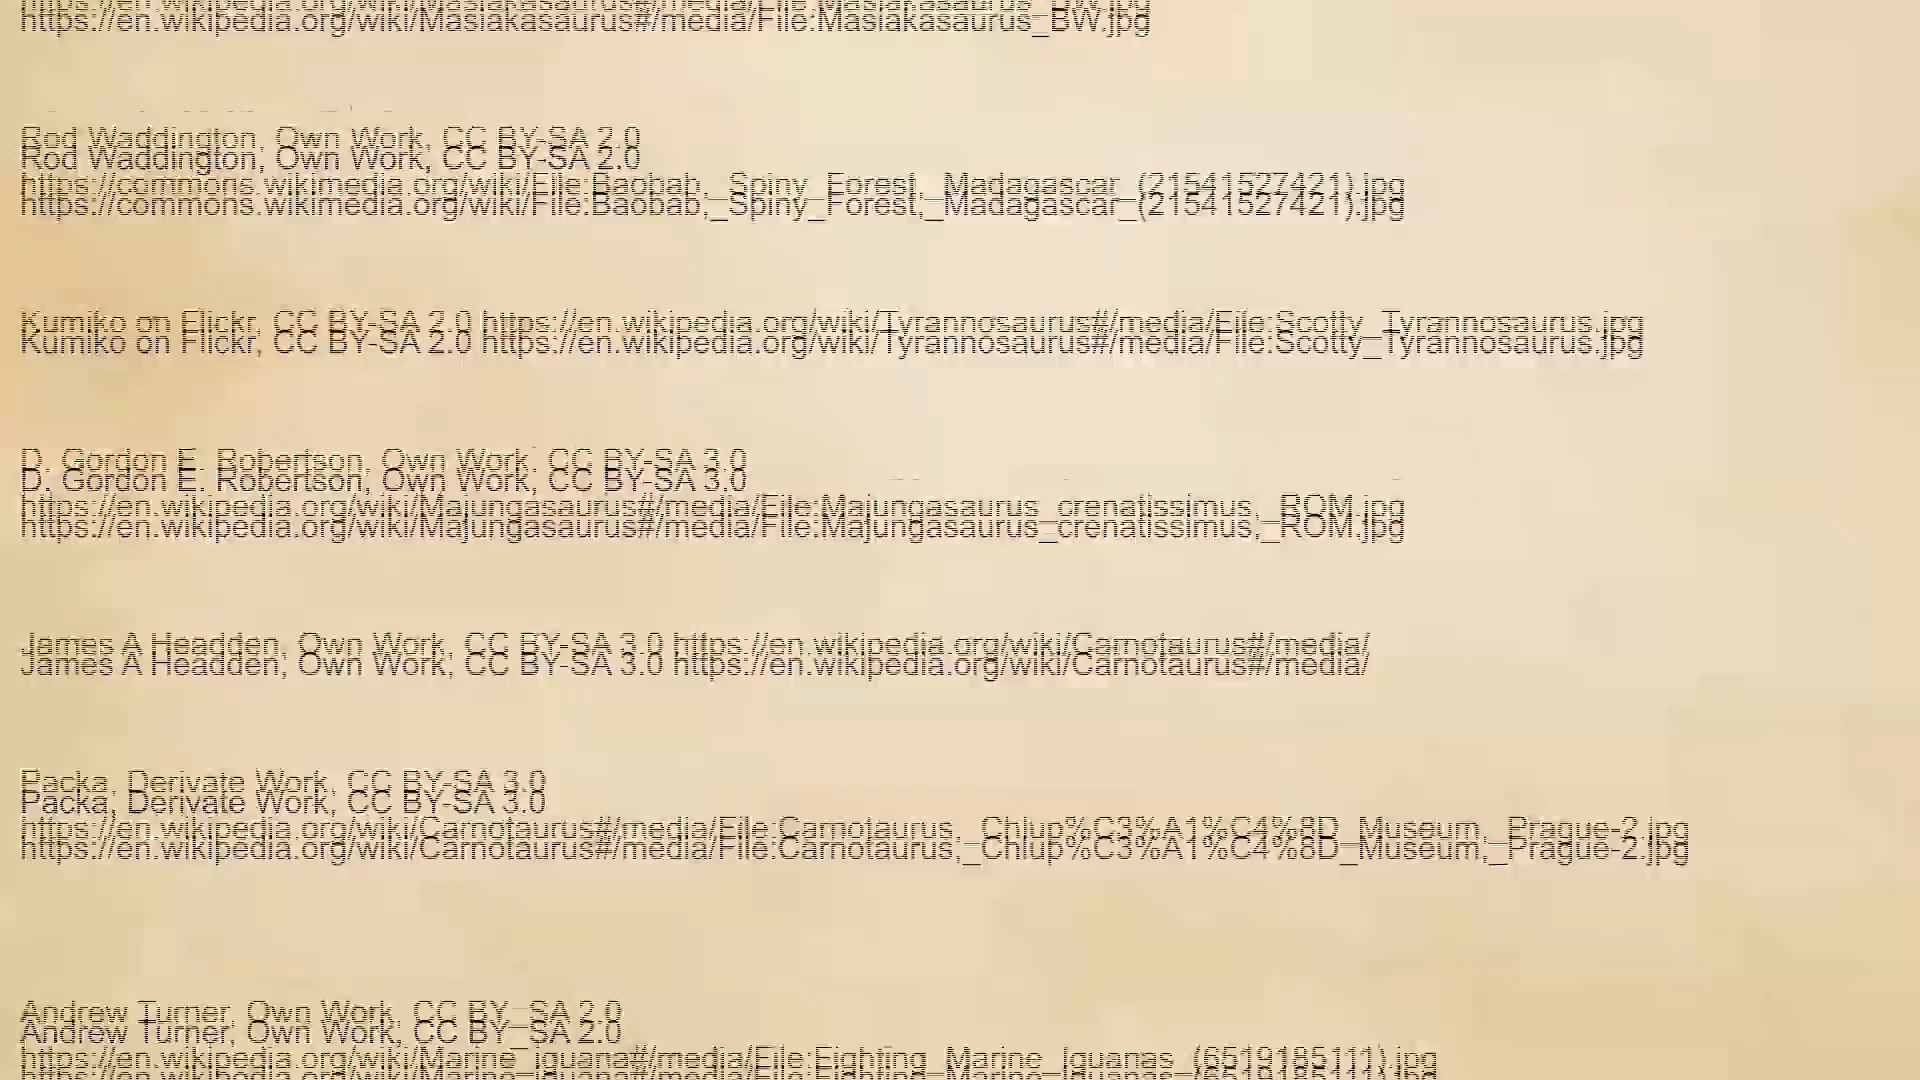 https://en.wikipedia.org/wiki/Masiakasaurus#/media/File:Masiakasaurus_BW.jpg
Rod Waddington, Own Work, CC BY-SA 2.0
https://commons.wikimedia.org/wiki/File:Baobab,_Spiny_Forest,_Madagascar_(21541527421).jpg
Kumiko on Flickr, CC BY-SA 2.0 https://en.wikipedia.org/wiki/Tyrannosaurus#/media/File:Scotty_Tyrannosaurus.jpg
D. Gordon E. Robertson, Own Work, CC BY-SA 3.0
https://en.wikipedia.org/wiki/Majungasaurus#/media/File:Majungasaurus_crenatissimus,_ROM.jpg
James A Headden, Own Work, CC BY-SA 3.0 https://en.wikipedia.org/wiki/Carnotaurus#/media/
Packa, Derivate Work, CC BY-SA 3.0
https://en.wikipedia.org/wiki/Carnotaurus#/media/File:Carnotaurus,_Chlup%C3%A1%C4%8D_Museum,_Prague-2.jpg
Andrew Turner, Own Work, CC BY-SA 2.0
https://en.wikipedia.org/wiki/Marine_iguana#/media/File:Fighting_Marine_Iguanas_(6519185111).jpg